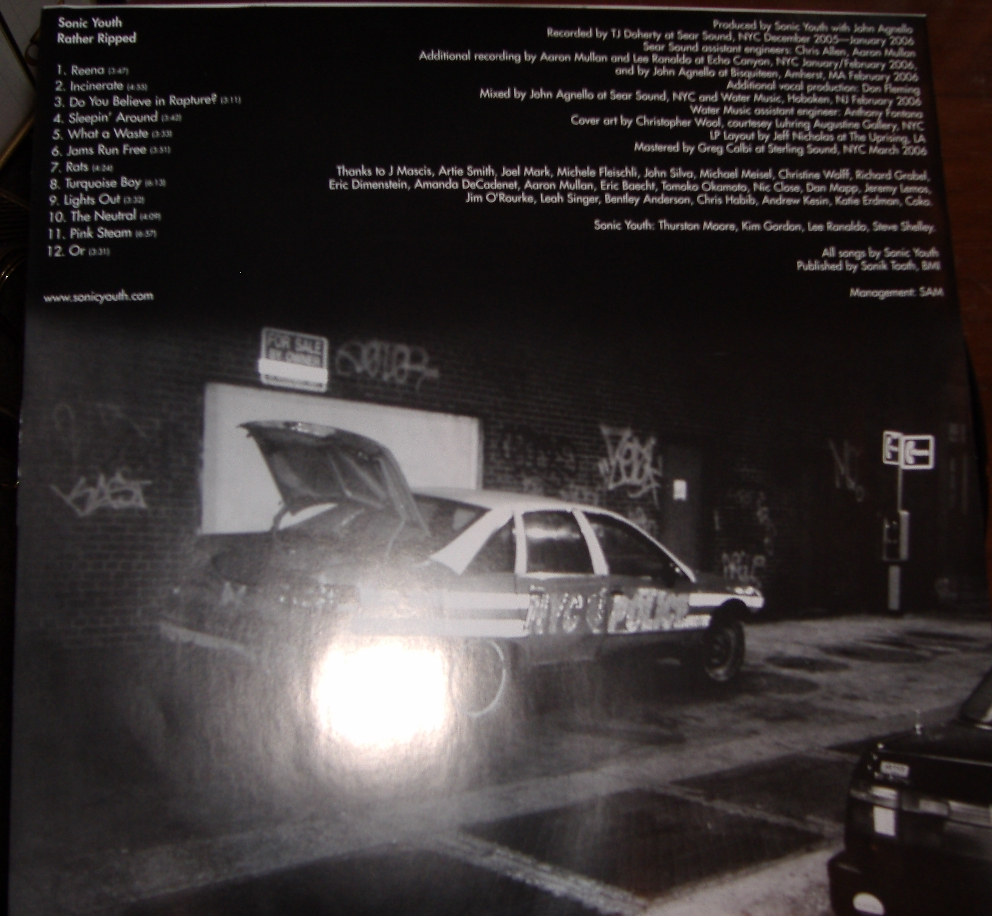 Sonic Youth
Rather Ripped
1. Reena (3:47)
2. Incinerate (4:55)
3. Do You Believe in Rapture? (3:11)
4. Sleepin' Around (3:42)
5. What a Waste (3:33)
6. Jams Run Free (3:51)
7. Rats (4:24)
8. Turquoise Boy (6:13)
9. Lights Out (3:32)
10. The Neutral (4:09)
11. Pink Steam (6:57)
12. Or (3:31)
www.sonicyouth.com
Produced by Sonic Youth with John Agnello
Recorded by TJ Doherty at Sear Sound, NYC December 2005—January 2006
Sear Sound assistant engineers: Chris Allen, Aaron Mullan
Additional recording by Aaron Mullan and Lee Ranaldo at Echo Canyon, NYC January/February 2006,
and by John Agnello at Bisquiteen, Amherst, MA February 2006
Additional vocal production: Don Fleming
Mixed by John Agnello at Sear Sound, NYC and Water Music, Hoboken, NJ February 2006
Water Music assistant engineer: Anthony Fontana
Cover art by Christopher Wool, courtesey Luhring Augustine Gallery, NYC
LP Layout by Jeff Nicholas at The Uprising, LA
Mastered by Greg Calbi at Sterling Sound, NYC March 2006
Thanks to J Mascis, Artie Smith, Joel Mark, Michele Fleischli, John Silva, Michael Meisel, Christine Wolff, Richard Grabel,
Eric Dimenstein, Amanda DeCadenet, Aaron Mullan, Eric Baecht, Tomoko Okamoto, Nic Close, Dan Mapp, Jeremy Lemos,
Jim O'Rourke, Leah Singer, Bentley Anderson, Chris Habib, Andrew Kesin, Katie Erdman, Coko.
Sonic Youth: Thurston Moore, Kim Gordon, Lee Ranaldo, Steve Shelley.
All songs by Sonic Youth
Published by Sonik Tooth, BMI
Management: SAM
FOR SALE
BY OWNER
NYC POLICE